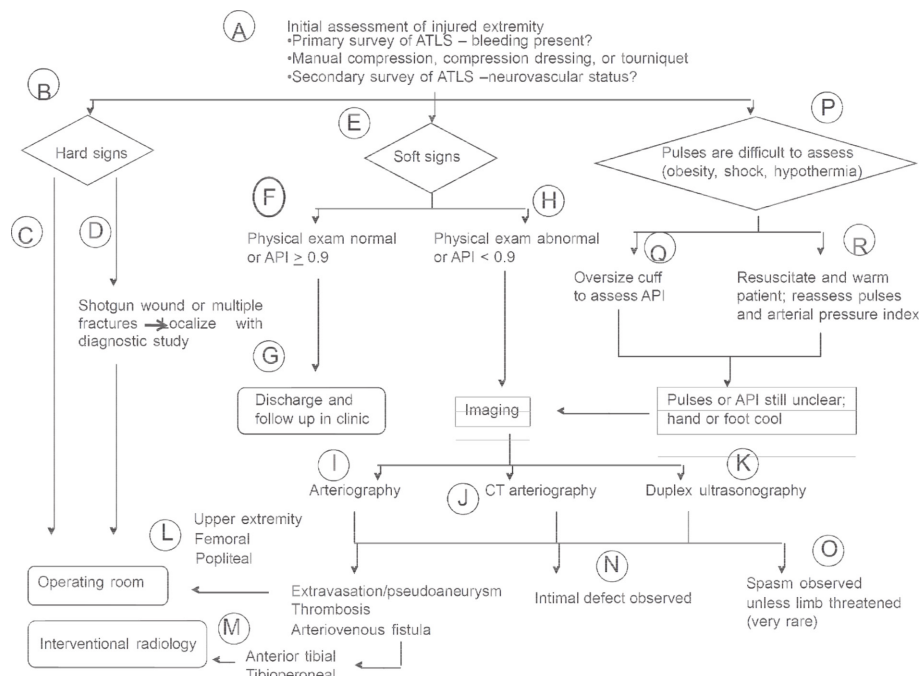 A
Initial assessment of injured extremity
•Primary survey of ATLS – bleeding present?
•Manual compression, compression dressing, or tourniquet
•Secondary survey of ATLS –neurovascular status?
B
Hard signs
E
Soft signs
P
Pulses are difficult to assess
(obesity, shock, hypothermia)
C
D
F
Physical exam normal
or API ≥ 0.9
H
Physical exam abnormal
or API < 0.9
Q
Oversize cuff
to assess API
R
Resuscitate and warm
patient; reassess pulses
and arterial pressure index
Shotgun wound or multiple
fractures → Localize with
diagnostic study
G
Discharge and
follow up in clinic
Imaging
Pulses or API still unclear;
hand or foot cool
I
Arteriography
J
CT arteriography
K
Duplex ultrasonography
L
Upper extremity
Femoral
Popliteal
Operating room
Extravasation/pseudoaneurysm
Thrombosis
Arteriovenous fistula
N
Intimal defect observed
O
Spasm observed
unless limb threatened
(very rare)
M
Interventional radiology
Anterior tibial
Tibioperoneal